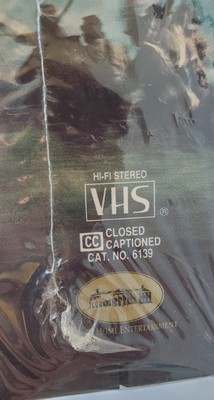 HI-FI STEREO
VHS ®
CC CLOSED
CAPTIONED
CAT. NO. 6139
HOME ENTERTAINMENT